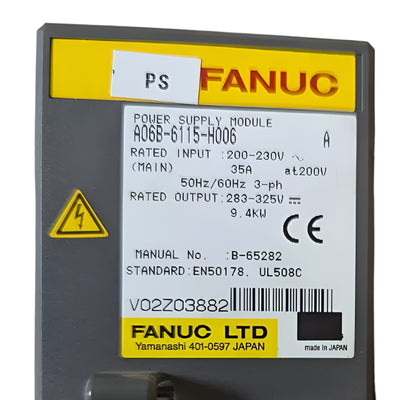 PS
FANUC
POWER SUPPLY MODULE
A06B-6115-H006 A
RATED INPUT :200-230V ~
(MAIN) 35A at200V
50Hz/60Hz 3-ph
RATED OUTPUT:283-325V ⎓
9.4KW
CE
MANUAL No. :B-65282
STANDARD:EN50178, UL508C
V02Z03882
FANUC LTD
Yamanashi 401-0597 JAPAN
made in JAPAN